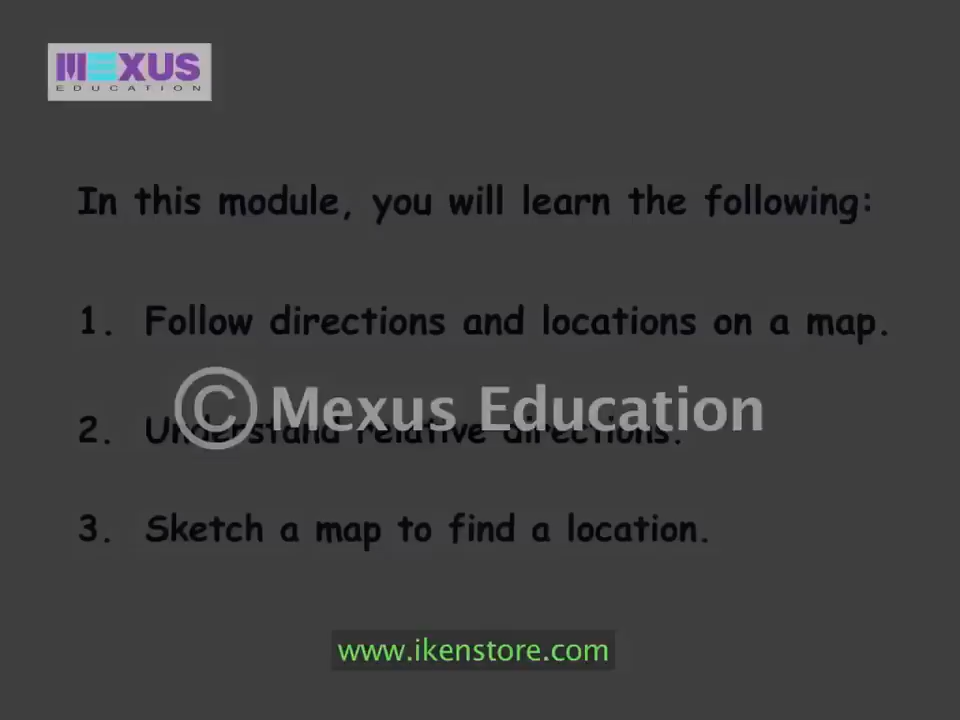 MEXUS
EDUCATION
In this module, you will learn the following:
1. Follow directions and locations on a map.
© Mexus Education
2. Understand relative directions.
3. Sketch a map to find a location.
www.ikenstore.com